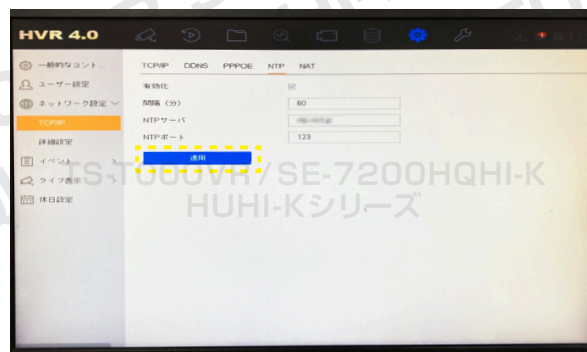 HVR 4.0
一般的なコント...
ユーザー設定
ネットワーク設定
TCP/IP
詳細設定
イベント
ライブ表示
休日設定
TCP/IP DDNS PPPOE NTP NAT
有効化
間隔（分） 60
NTPサーバ
NTPポート 123
適用
TS-T000VR/SE-7200HQHI-K
HUHI-Kシリーズ